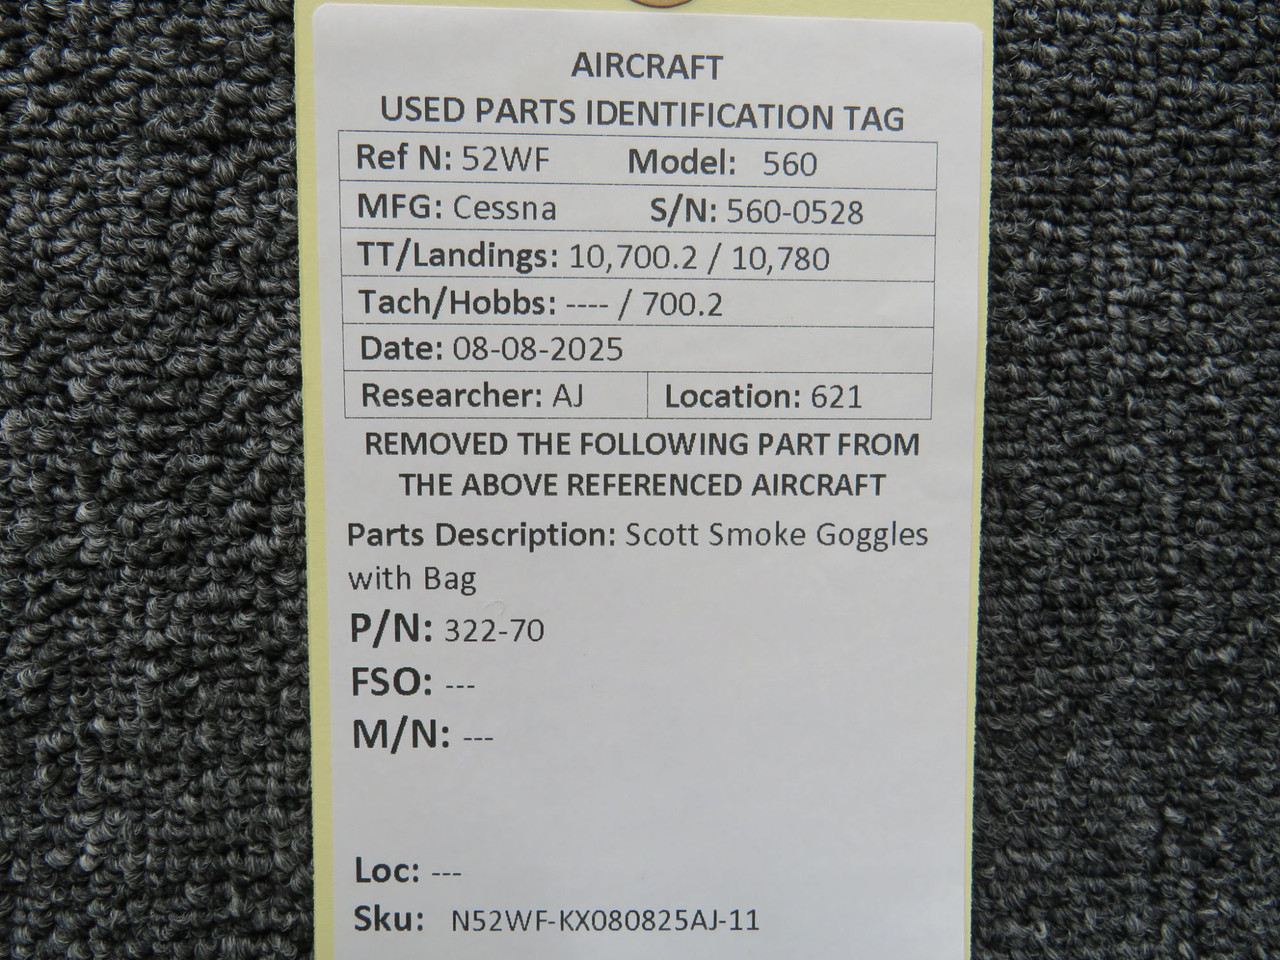 AIRCRAFT
USED PARTS IDENTIFICATION TAG
Ref N: 52WF Model: 560
MFG: Cessna S/N: 560-0528
TT/Landings: 10,700.2 / 10,780
Tach/Hobbs: ---- / 700.2
Date: 08-08-2025
Researcher: AJ Location: 621
REMOVED THE FOLLOWING PART FROM
THE ABOVE REFERENCED AIRCRAFT
Parts Description: Scott Smoke Goggles
with Bag
P/N: 322-70
FSO: ---
M/N: ---
Loc: ---
Sku: N52WF-KX080825AJ-11